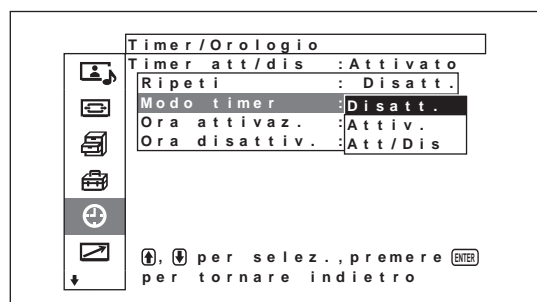 Timer/Orologio
Timer att/dis :Attivato
Ripeti : Disatt.
Modo timer :Disatt.
Ora attivaz. :Attiv.
Ora disattiv. :Att/Dis
, per selez.,premere ENTER
per tornare indietro